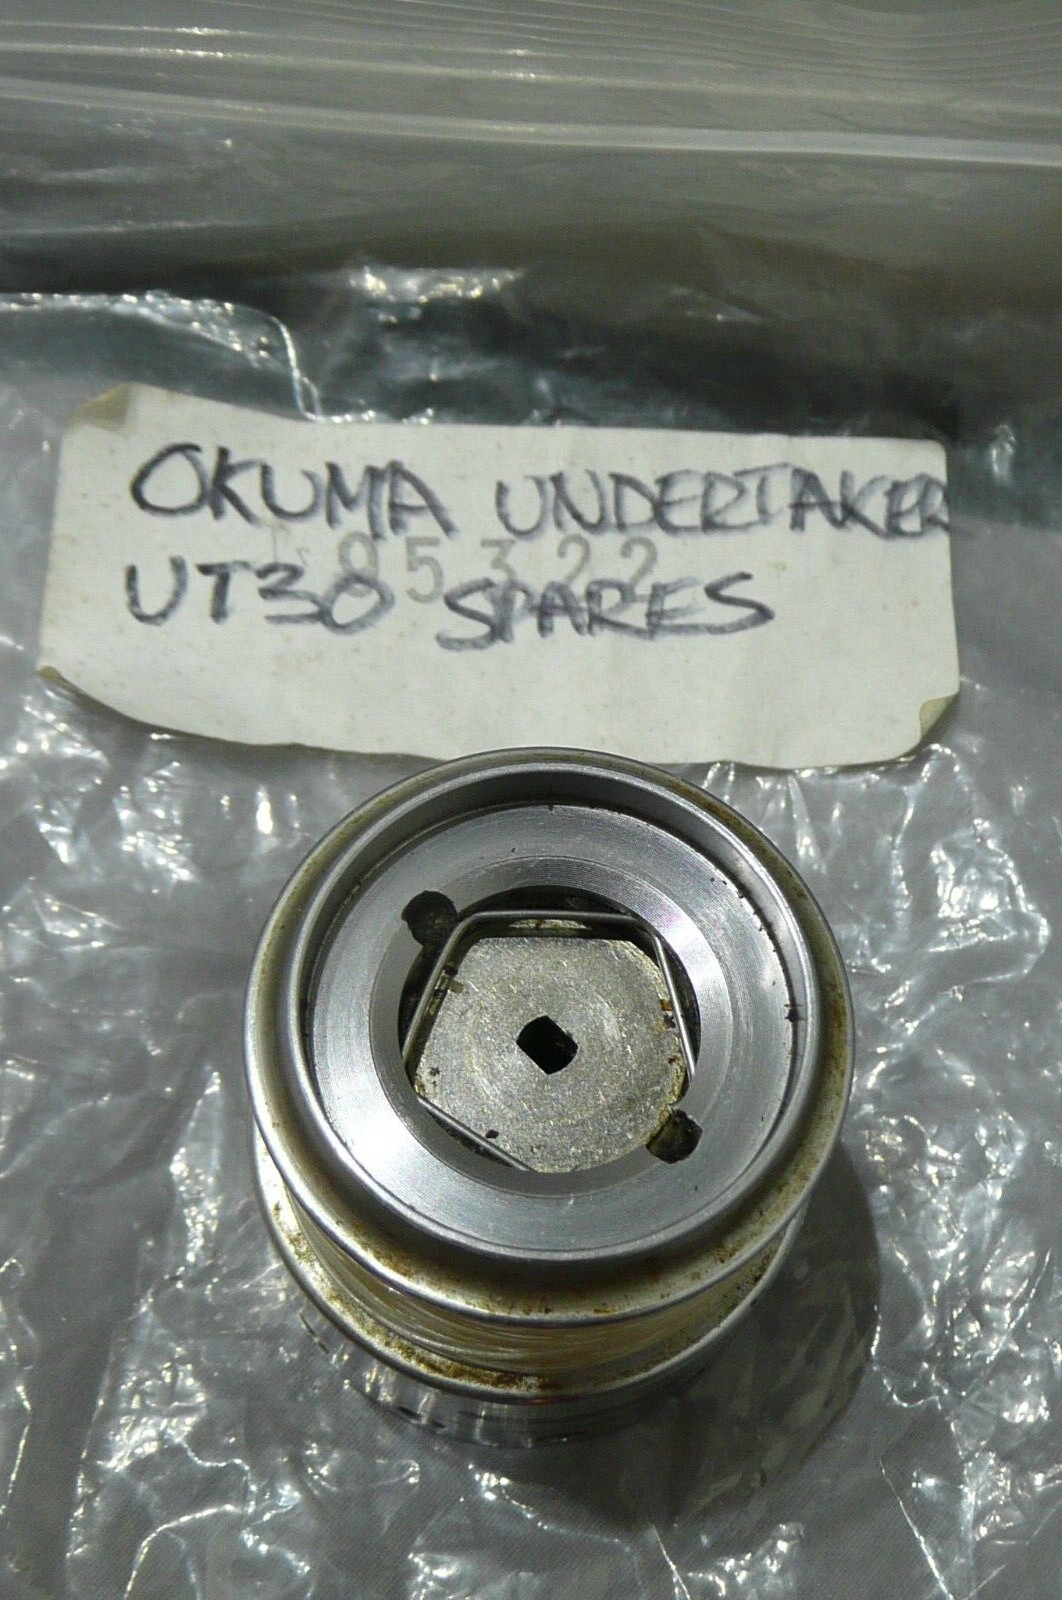 OKUMA UNDERTAKER
85322
UT30 SPARES